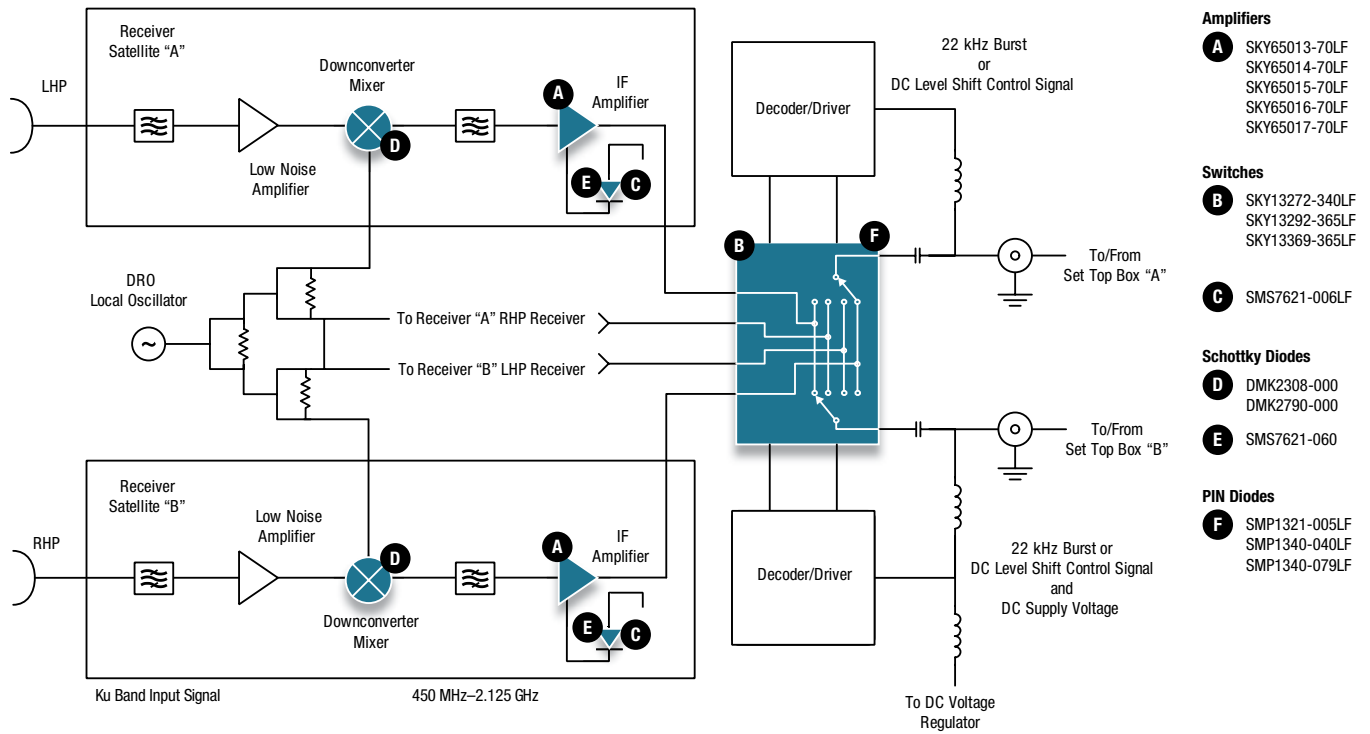 Receiver
Satellite “A”
LHP
Downconverter
Mixer
A
IF
Amplifier
D
Low Noise
Amplifier
E
C
DRO
Local Oscillator
~
To Receiver “A” RHP Receiver
To Receiver “B” LHP Receiver
Receiver
Satellite “B”
RHP
Low Noise
Amplifier
D
Downconverter
Mixer
A
IF
Amplifier
E
C
Ku Band Input Signal
450 MHz–2.125 GHz
Decoder/Driver
22 kHz Burst
or
DC Level Shift Control Signal
B
F
To/From
Set Top Box “A”
To/From
Set Top Box “B”
Decoder/Driver
22 kHz Burst or
DC Level Shift Control Signal
and
DC Supply Voltage
To DC Voltage
Regulator
Amplifiers
A SKY65013-70LF
SKY65014-70LF
SKY65015-70LF
SKY65016-70LF
SKY65017-70LF
Switches
B SKY13272-340LF
SKY13292-365LF
SKY13369-365LF
C SMS7621-006LF
Schottky Diodes
D DMK2308-000
DMK2790-000
E SMS7621-060
PIN Diodes
F SMP1321-005LF
SMP1340-040LF
SMP1340-079LF